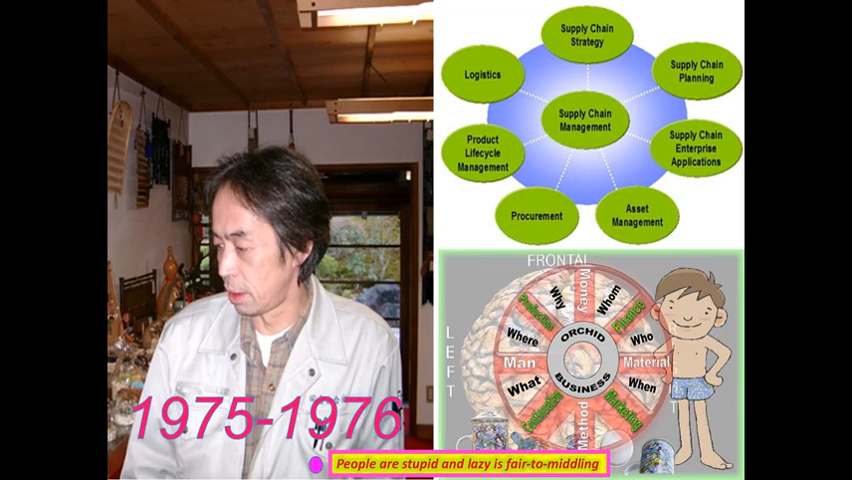 Supply Chain
Strategy
Logistics
Supply Chain
Planning
Supply Chain
Management
Product
Lifecycle
Management
Supply Chain
Enterprise
Applications
Procurement
Asset
Management
FRONTAL
Money
Why
Whom
Production
Finance
Where
ORCHID
Who
LEFT
Man
Material
What
BUSINESS
When
Marketing
Method
1975-1976
People are stupid and lazy is fair-to-middling